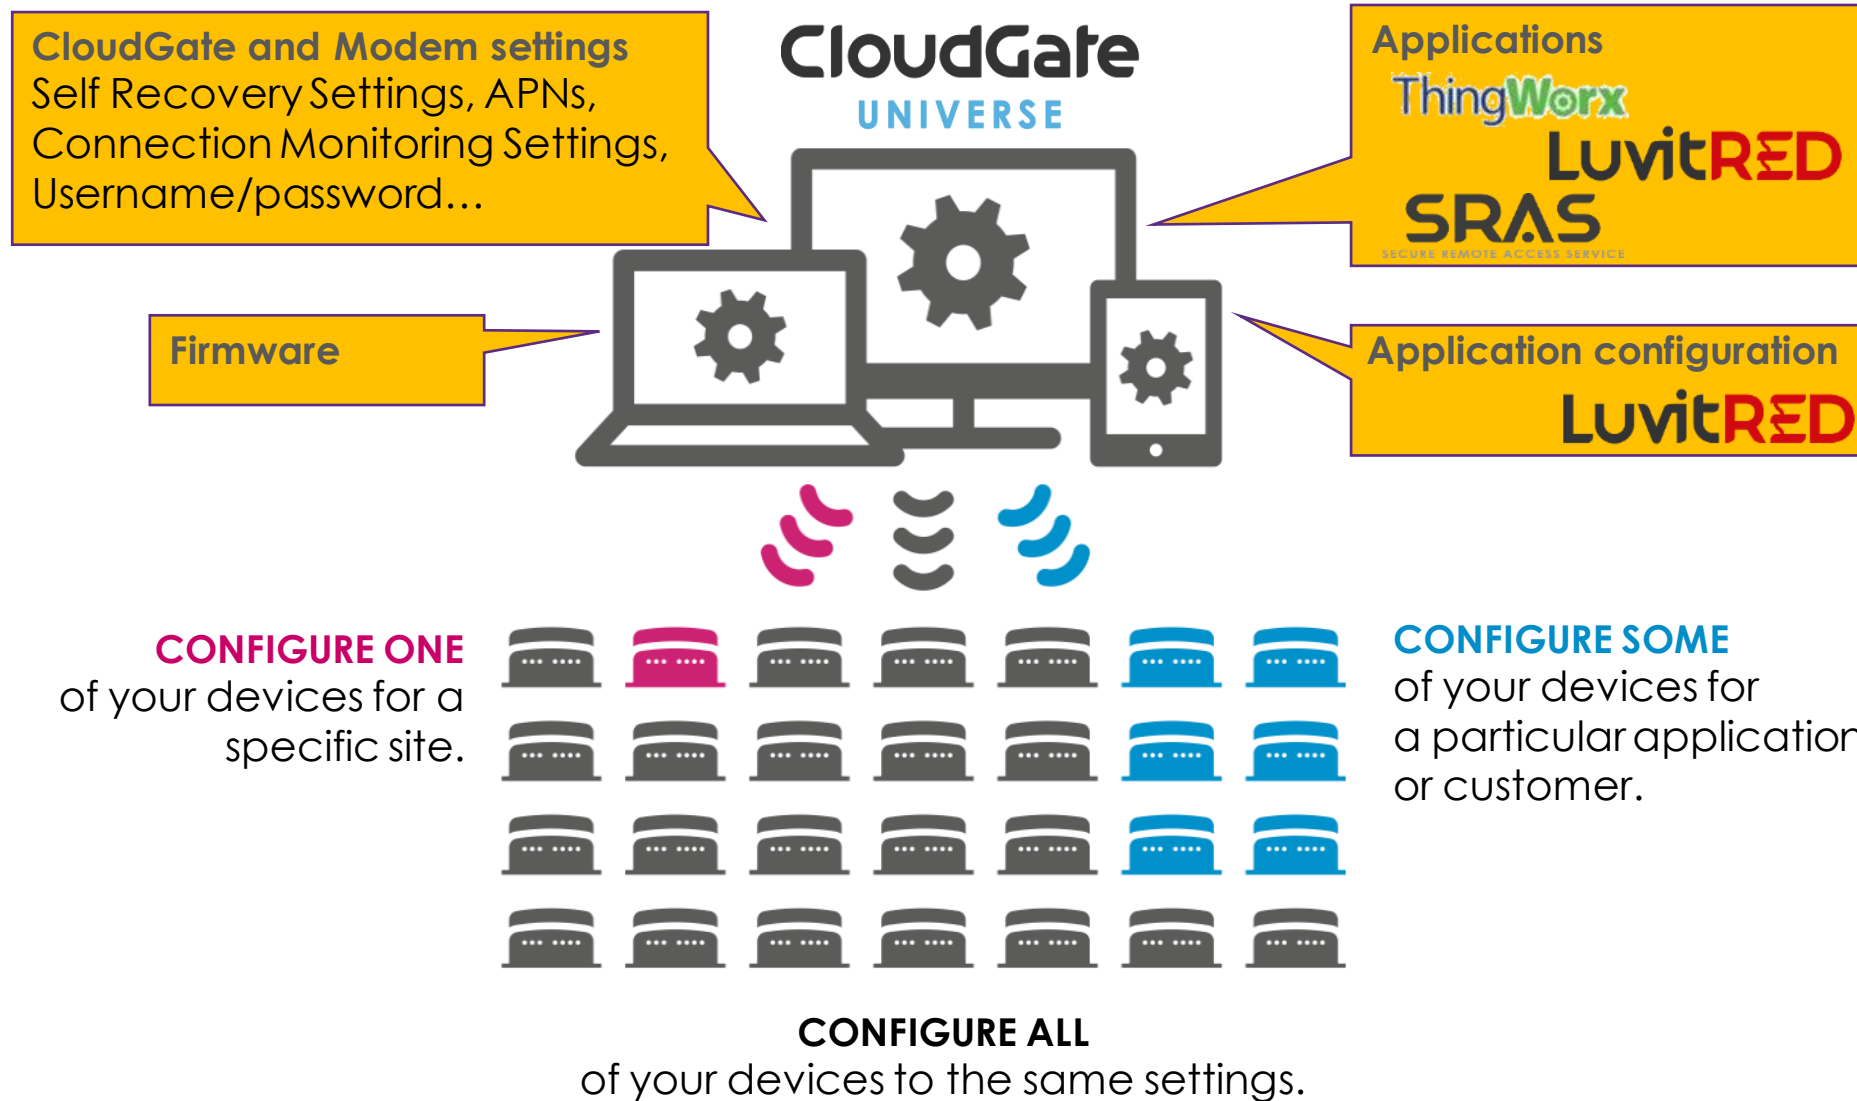 CloudGate and Modem settings
Self Recovery Settings, APNs,
Connection Monitoring Settings,
Username/password...
CloudGate
UNIVERSE
Applications
ThingWorx
LuvitRED
SRAS
SECURE REMOTE ACCESS SERVICE
Firmware
Application configuration
LuvitRED
CONFIGURE ONE
of your devices for a
specific site.
CONFIGURE SOME
of your devices for
a particular application
or customer.
CONFIGURE ALL
of your devices to the same settings.